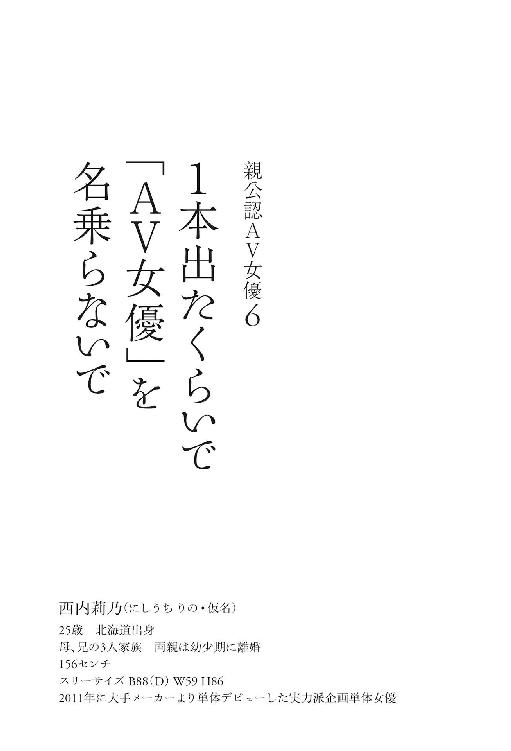 親公認AV女優6
1本出たくらいで
「AV女優」を
名乗らないで
西内莉乃（にしうちりの・仮名）
25歳　北海道出身
母、兄の3人家族　両親は幼少期に離婚
156センチ
スリーサイズ B88（D）W59 H86
2011年に大手メーカーより単体デビューした実力派企画単体女優